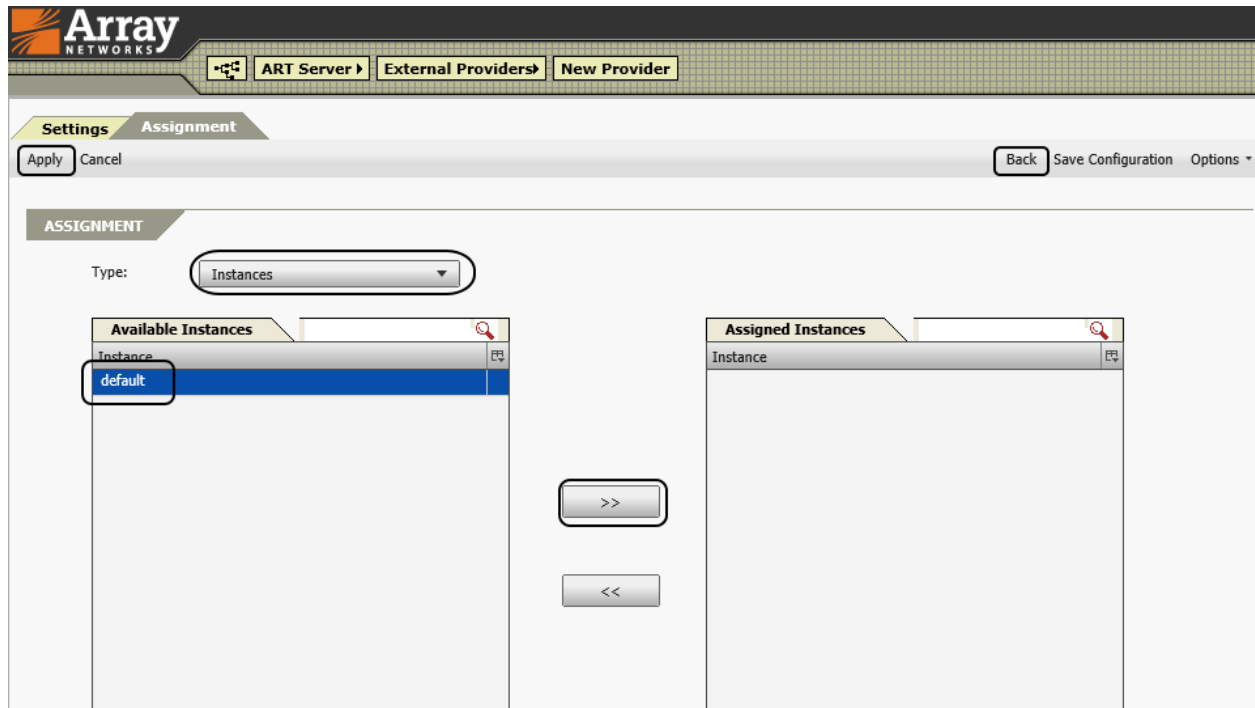 Array
NETWORKS
ART Server External Providers New Provider
Settings Assignment
Apply Cancel Back Save Configuration Options
ASSIGNMENT
Type: Instances
Available Instances Assigned Instances
Instance Instance
default
>>
<<